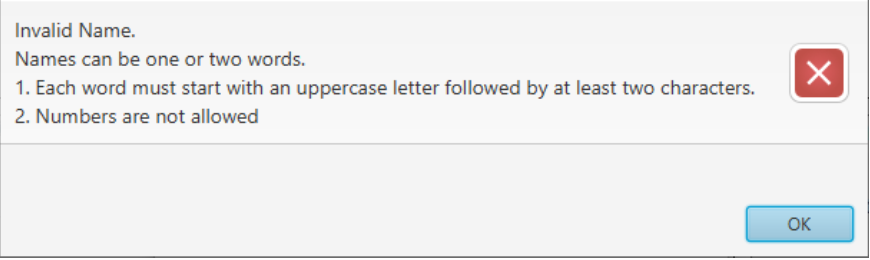 Invalid Name.
Names can be one or two words.
1. Each word must start with an uppercase letter followed by at least two characters.
2. Numbers are not allowed
OK